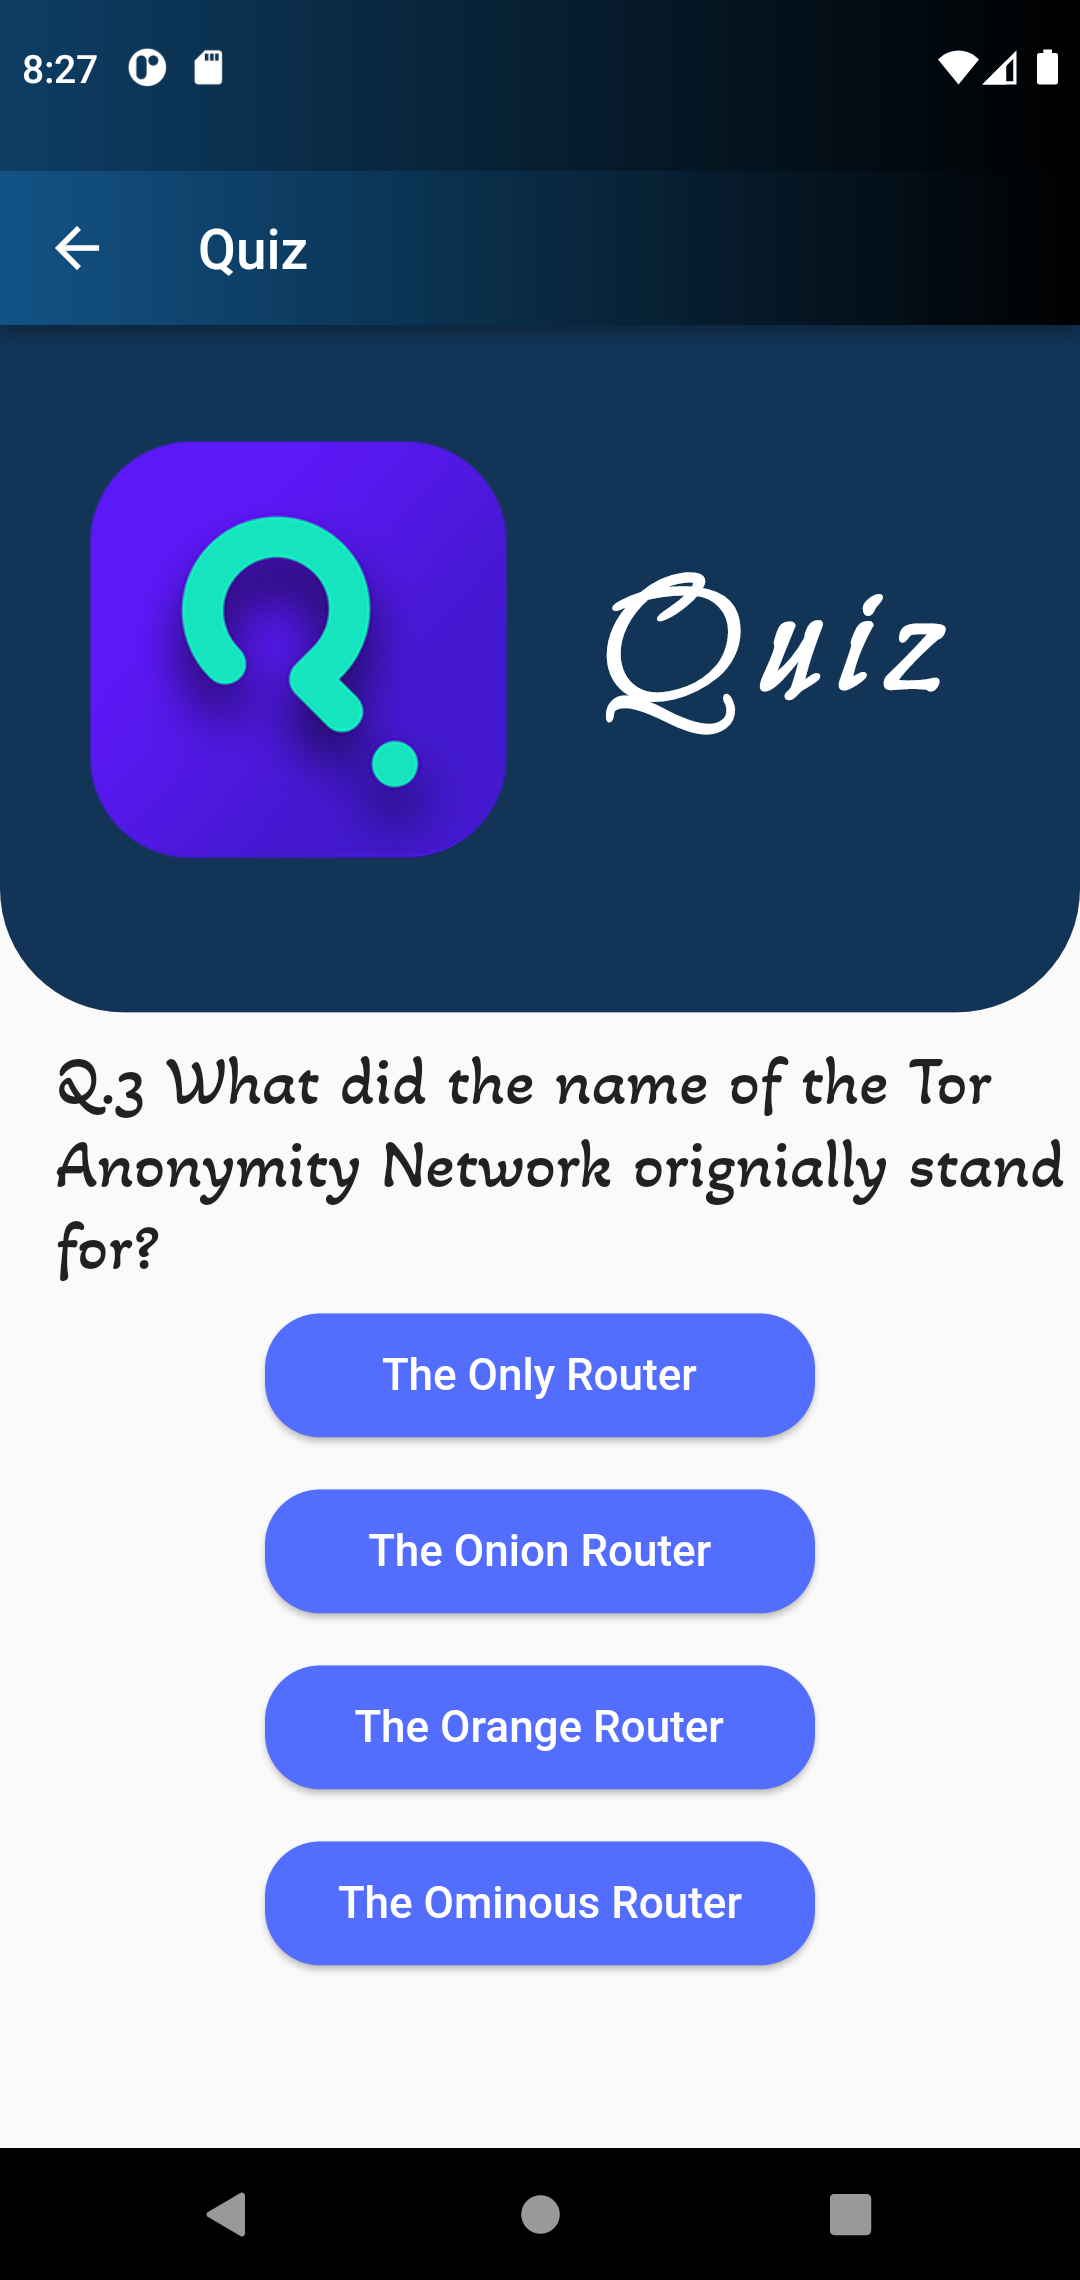 8:27
Quiz
Quiz
Q.3 What did the name of the Tor
Anonymity Network orignially stand
for?
The Only Router
The Onion Router
The Orange Router
The Ominous Router